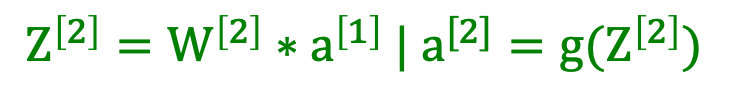 Z^[2] = W^[2] * a^[1] | a^[2] = g(Z^[2])